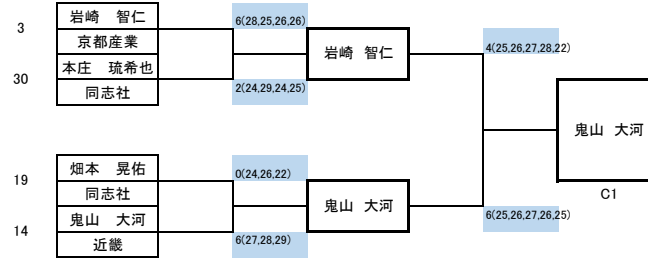 3
岩崎　智仁
京都産業
30
本庄　琉希也
同志社
6(28,25,26,26)
2(24,29,24,25)
岩崎 智仁
4(25,26,27,28,22)
19
畑本　晃佑
同志社
14
鬼山　大河
近畿
0(24,26,22)
6(27,28,29)
鬼山 大河
6(25,26,27,26,25)
鬼山 大河
C1